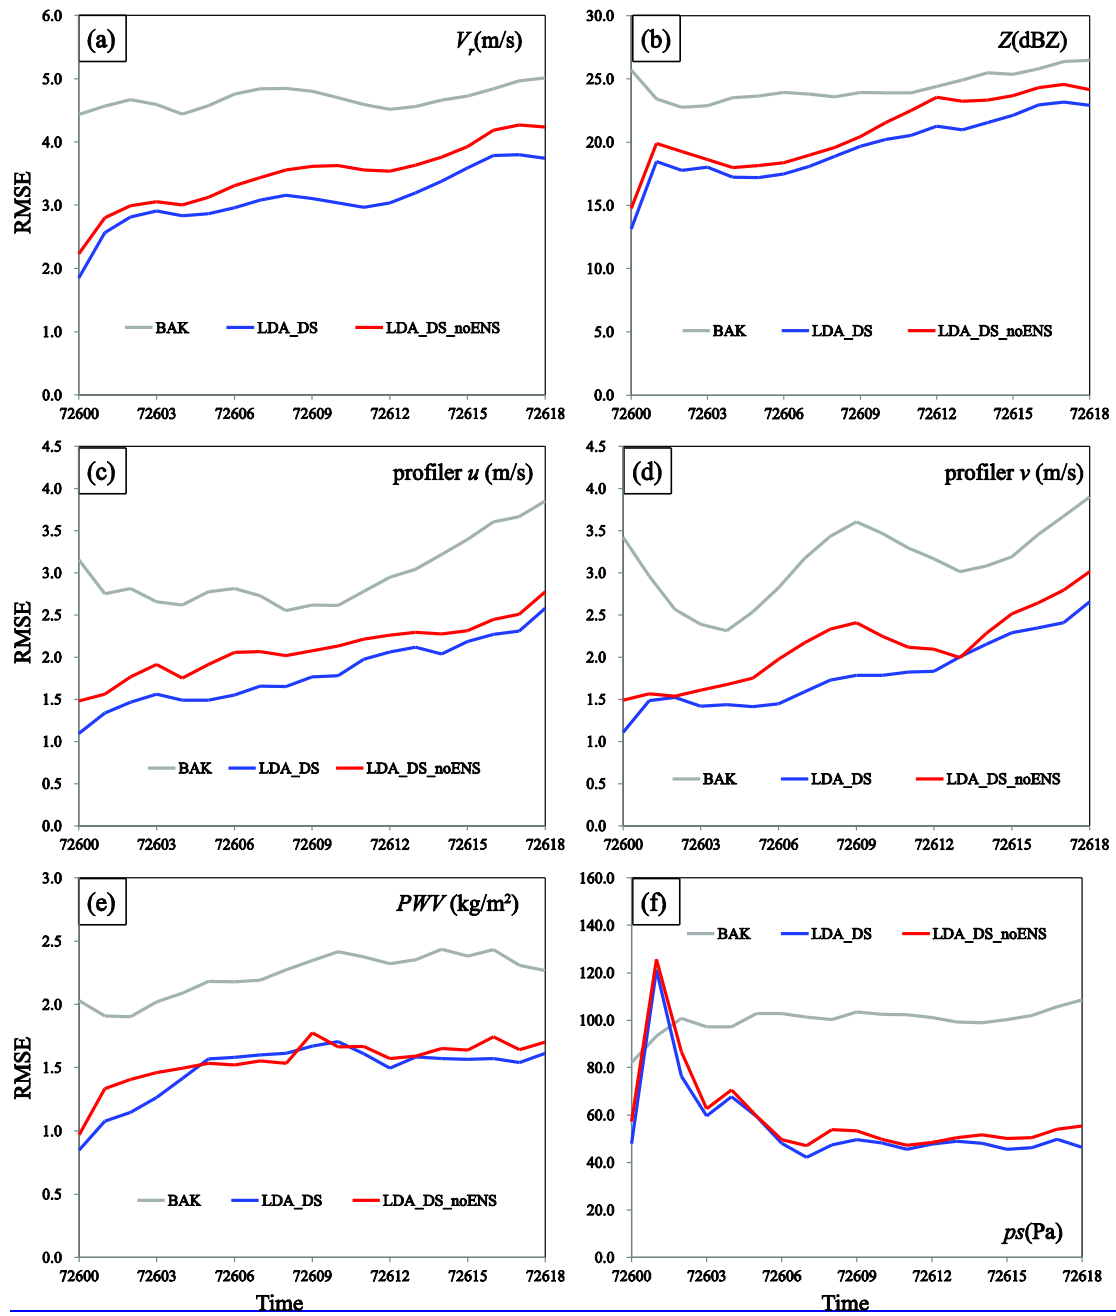 (a)
Vr(m/s)
RMSE
6.0
5.0
4.0
3.0
2.0
1.0
0.0
BAK LDA_DS LDA_DS_noENS
72600 72603 72606 72609 72612 72615 72618
(b)
Z(dBZ)
30.0
25.0
20.0
15.0
10.0
5.0
0.0
BAK LDA_DS LDA_DS_noENS
72600 72603 72606 72609 72612 72615 72618
(c)
profiler u (m/s)
RMSE
4.5
4.0
3.5
3.0
2.5
2.0
1.5
1.0
0.5
0.0
BAK LDA_DS LDA_DS_noENS
72600 72603 72606 72609 72612 72615 72618
(d)
profiler v (m/s)
4.5
4.0
3.5
3.0
2.5
2.0
1.5
1.0
0.5
0.0
BAK LDA_DS LDA_DS_noENS
72600 72603 72606 72609 72612 72615 72618
(e)
PWV (kg/m²)
RMSE
3.0
2.5
2.0
1.5
1.0
0.5
0.0
BAK LDA_DS LDA_DS_noENS
72600 72603 72606 72609 72612 72615 72618
Time
(f)
160.0
140.0
120.0
100.0
80.0
60.0
40.0
20.0
0.0
BAK LDA_DS LDA_DS_noENS
ps(Pa)
72600 72603 72606 72609 72612 72615 72618
Time